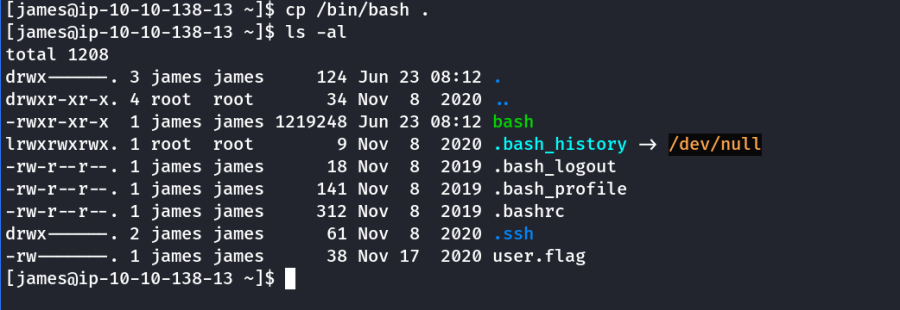 [james@ip-10-10-138-13 ~]$ cp /bin/bash .
[james@ip-10-10-138-13 ~]$ ls -al
total 1208
drwx------. 3 james james     124 Jun 23 08:12 .
drwxr-xr-x. 4 root  root       34 Nov  8  2020 ..
-rwxr-xr-x  1 james james 1219248 Jun 23 08:12 bash
lrwxrwxrwx. 1 root  root        9 Nov  8  2020 .bash_history -> /dev/null
-rw-r--r--. 1 james james      18 Nov  8  2019 .bash_logout
-rw-r--r--. 1 james james     141 Nov  8  2019 .bash_profile
-rw-r--r--. 1 james james     312 Nov  8  2019 .bashrc
drwx------. 2 james james      61 Nov  8  2020 .ssh
-rw-------. 1 james james      38 Nov 17  2020 user.flag
[james@ip-10-10-138-13 ~]$